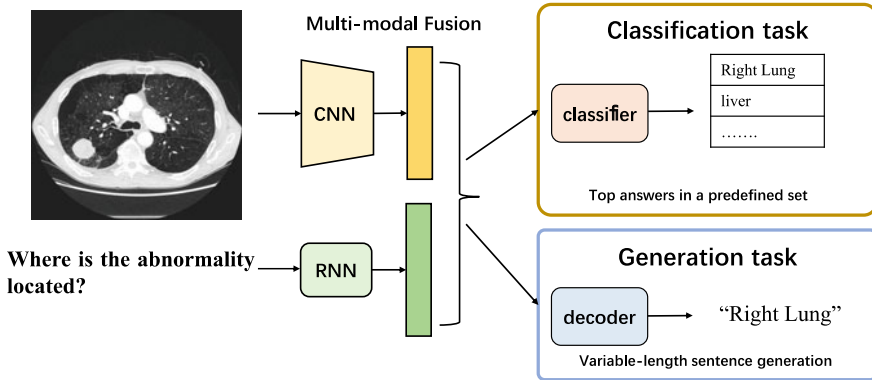 Multi-modal Fusion
CNN
Where is the abnormality
located?
RNN
Classification task
classifier
Right Lung
liver
.......
Top answers in a predefined set
Generation task
decoder
“Right Lung”
Variable-length sentence generation